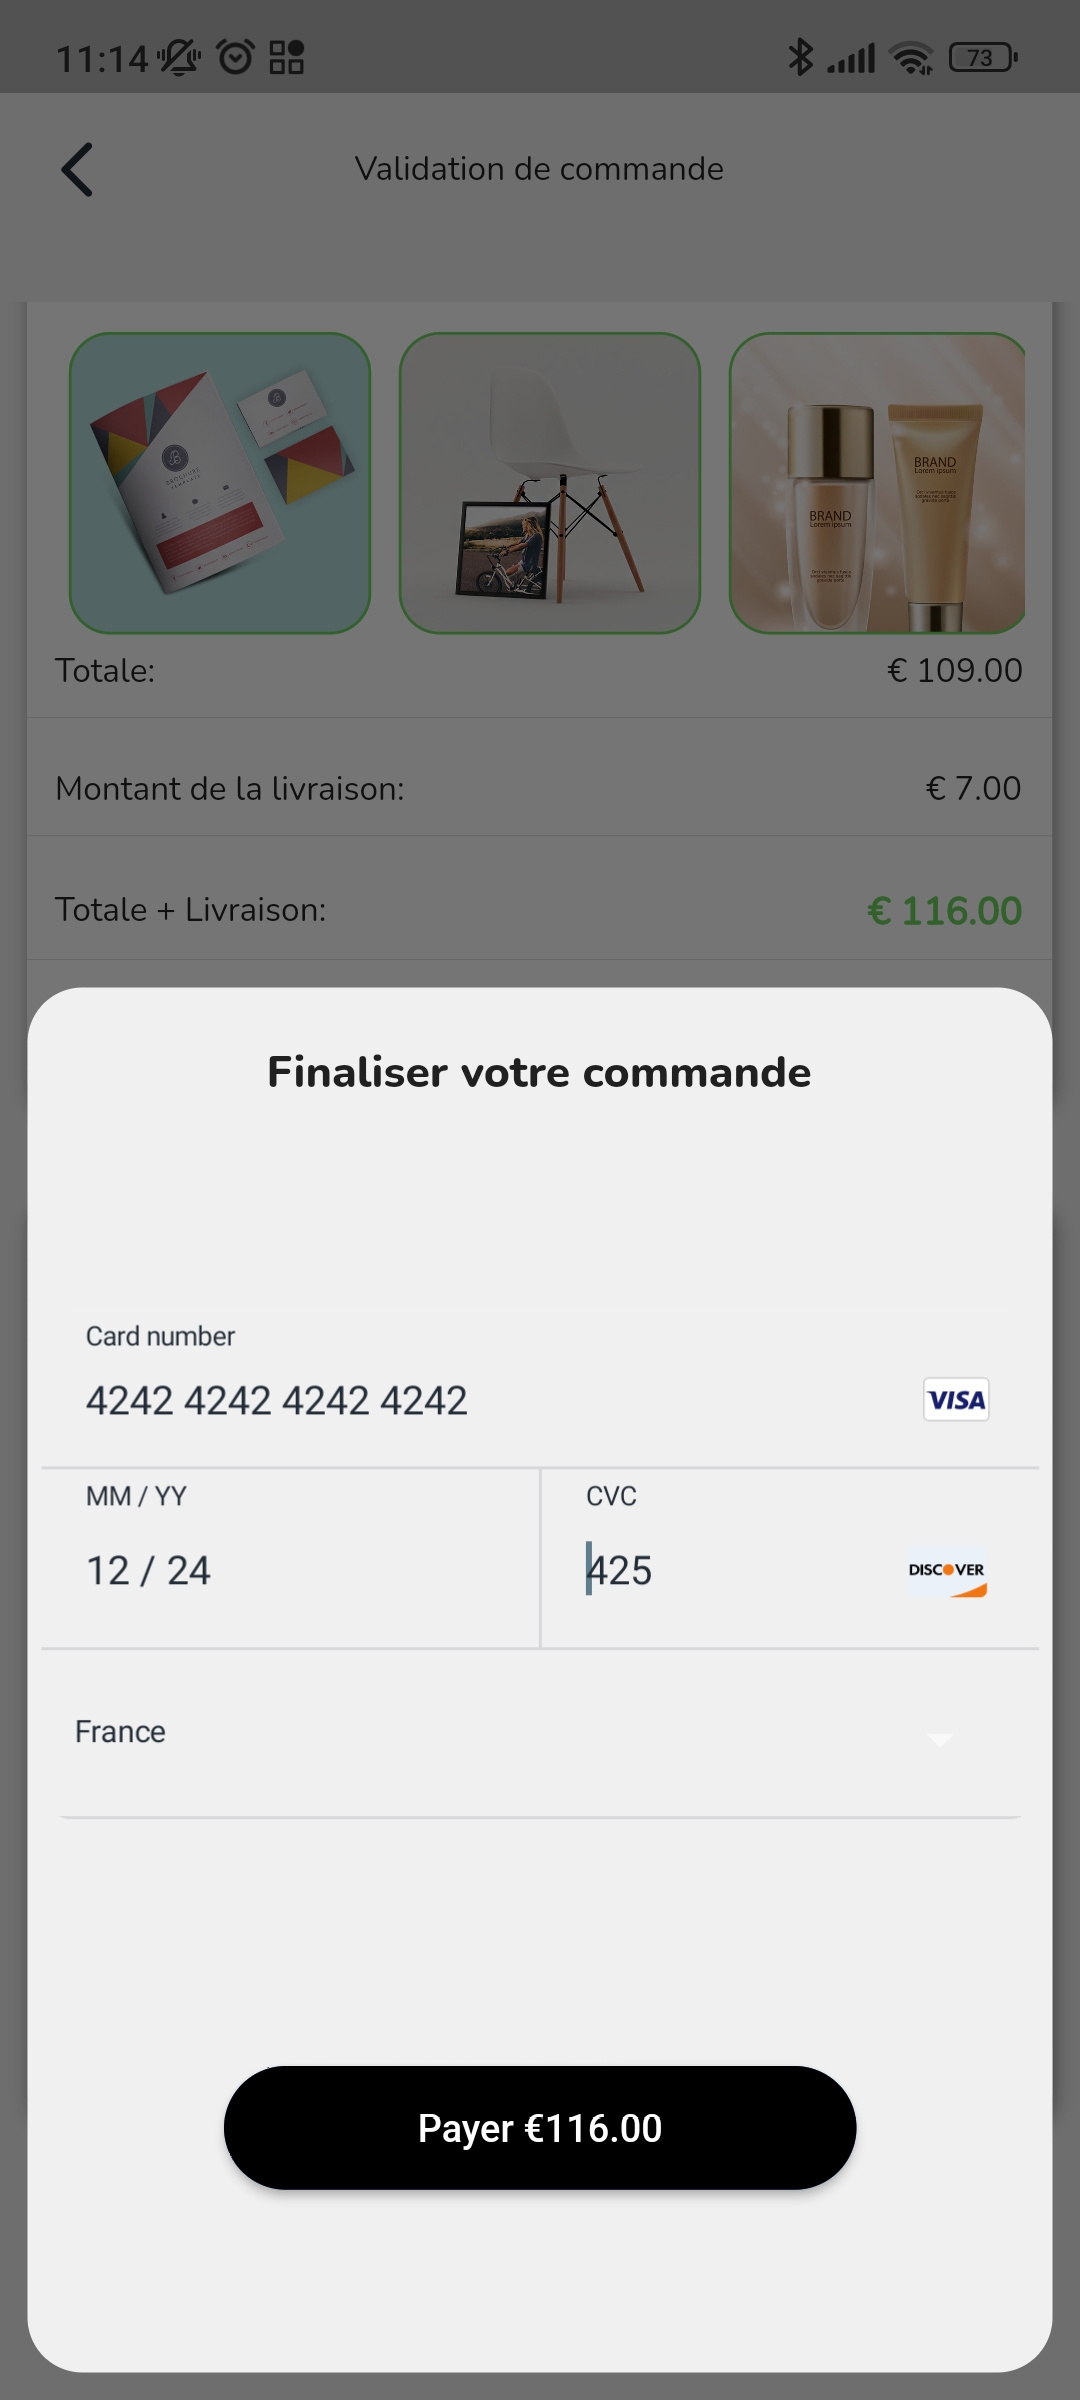 11:14
73
Validation de commande
BROCHURE
TEMPLATE
BRAND
Lorem ipsum
BRAND
Lorem ipsum
Totale:
€ 109.00
Montant de la livraison:
€ 7.00
Totale + Livraison:
€ 116.00
Finaliser votre commande
Card number
4242 4242 4242 4242
VISA
MM / YY
CVC
12 / 24
425
DISCOVER
France
Payer €116.00